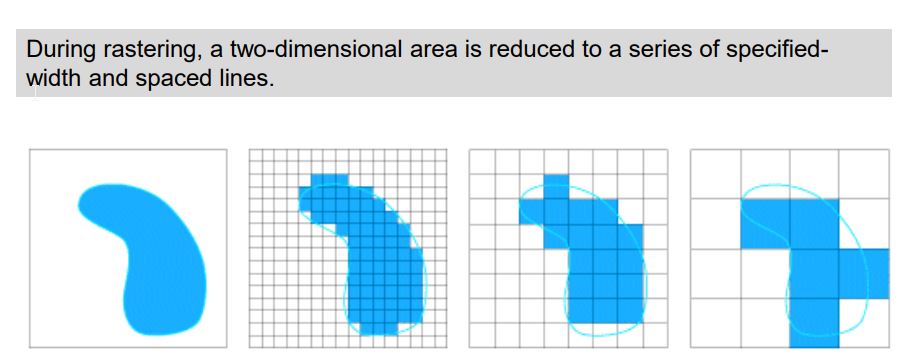 During rastering, a two-dimensional area is reduced to a series of specified-
width and spaced lines.